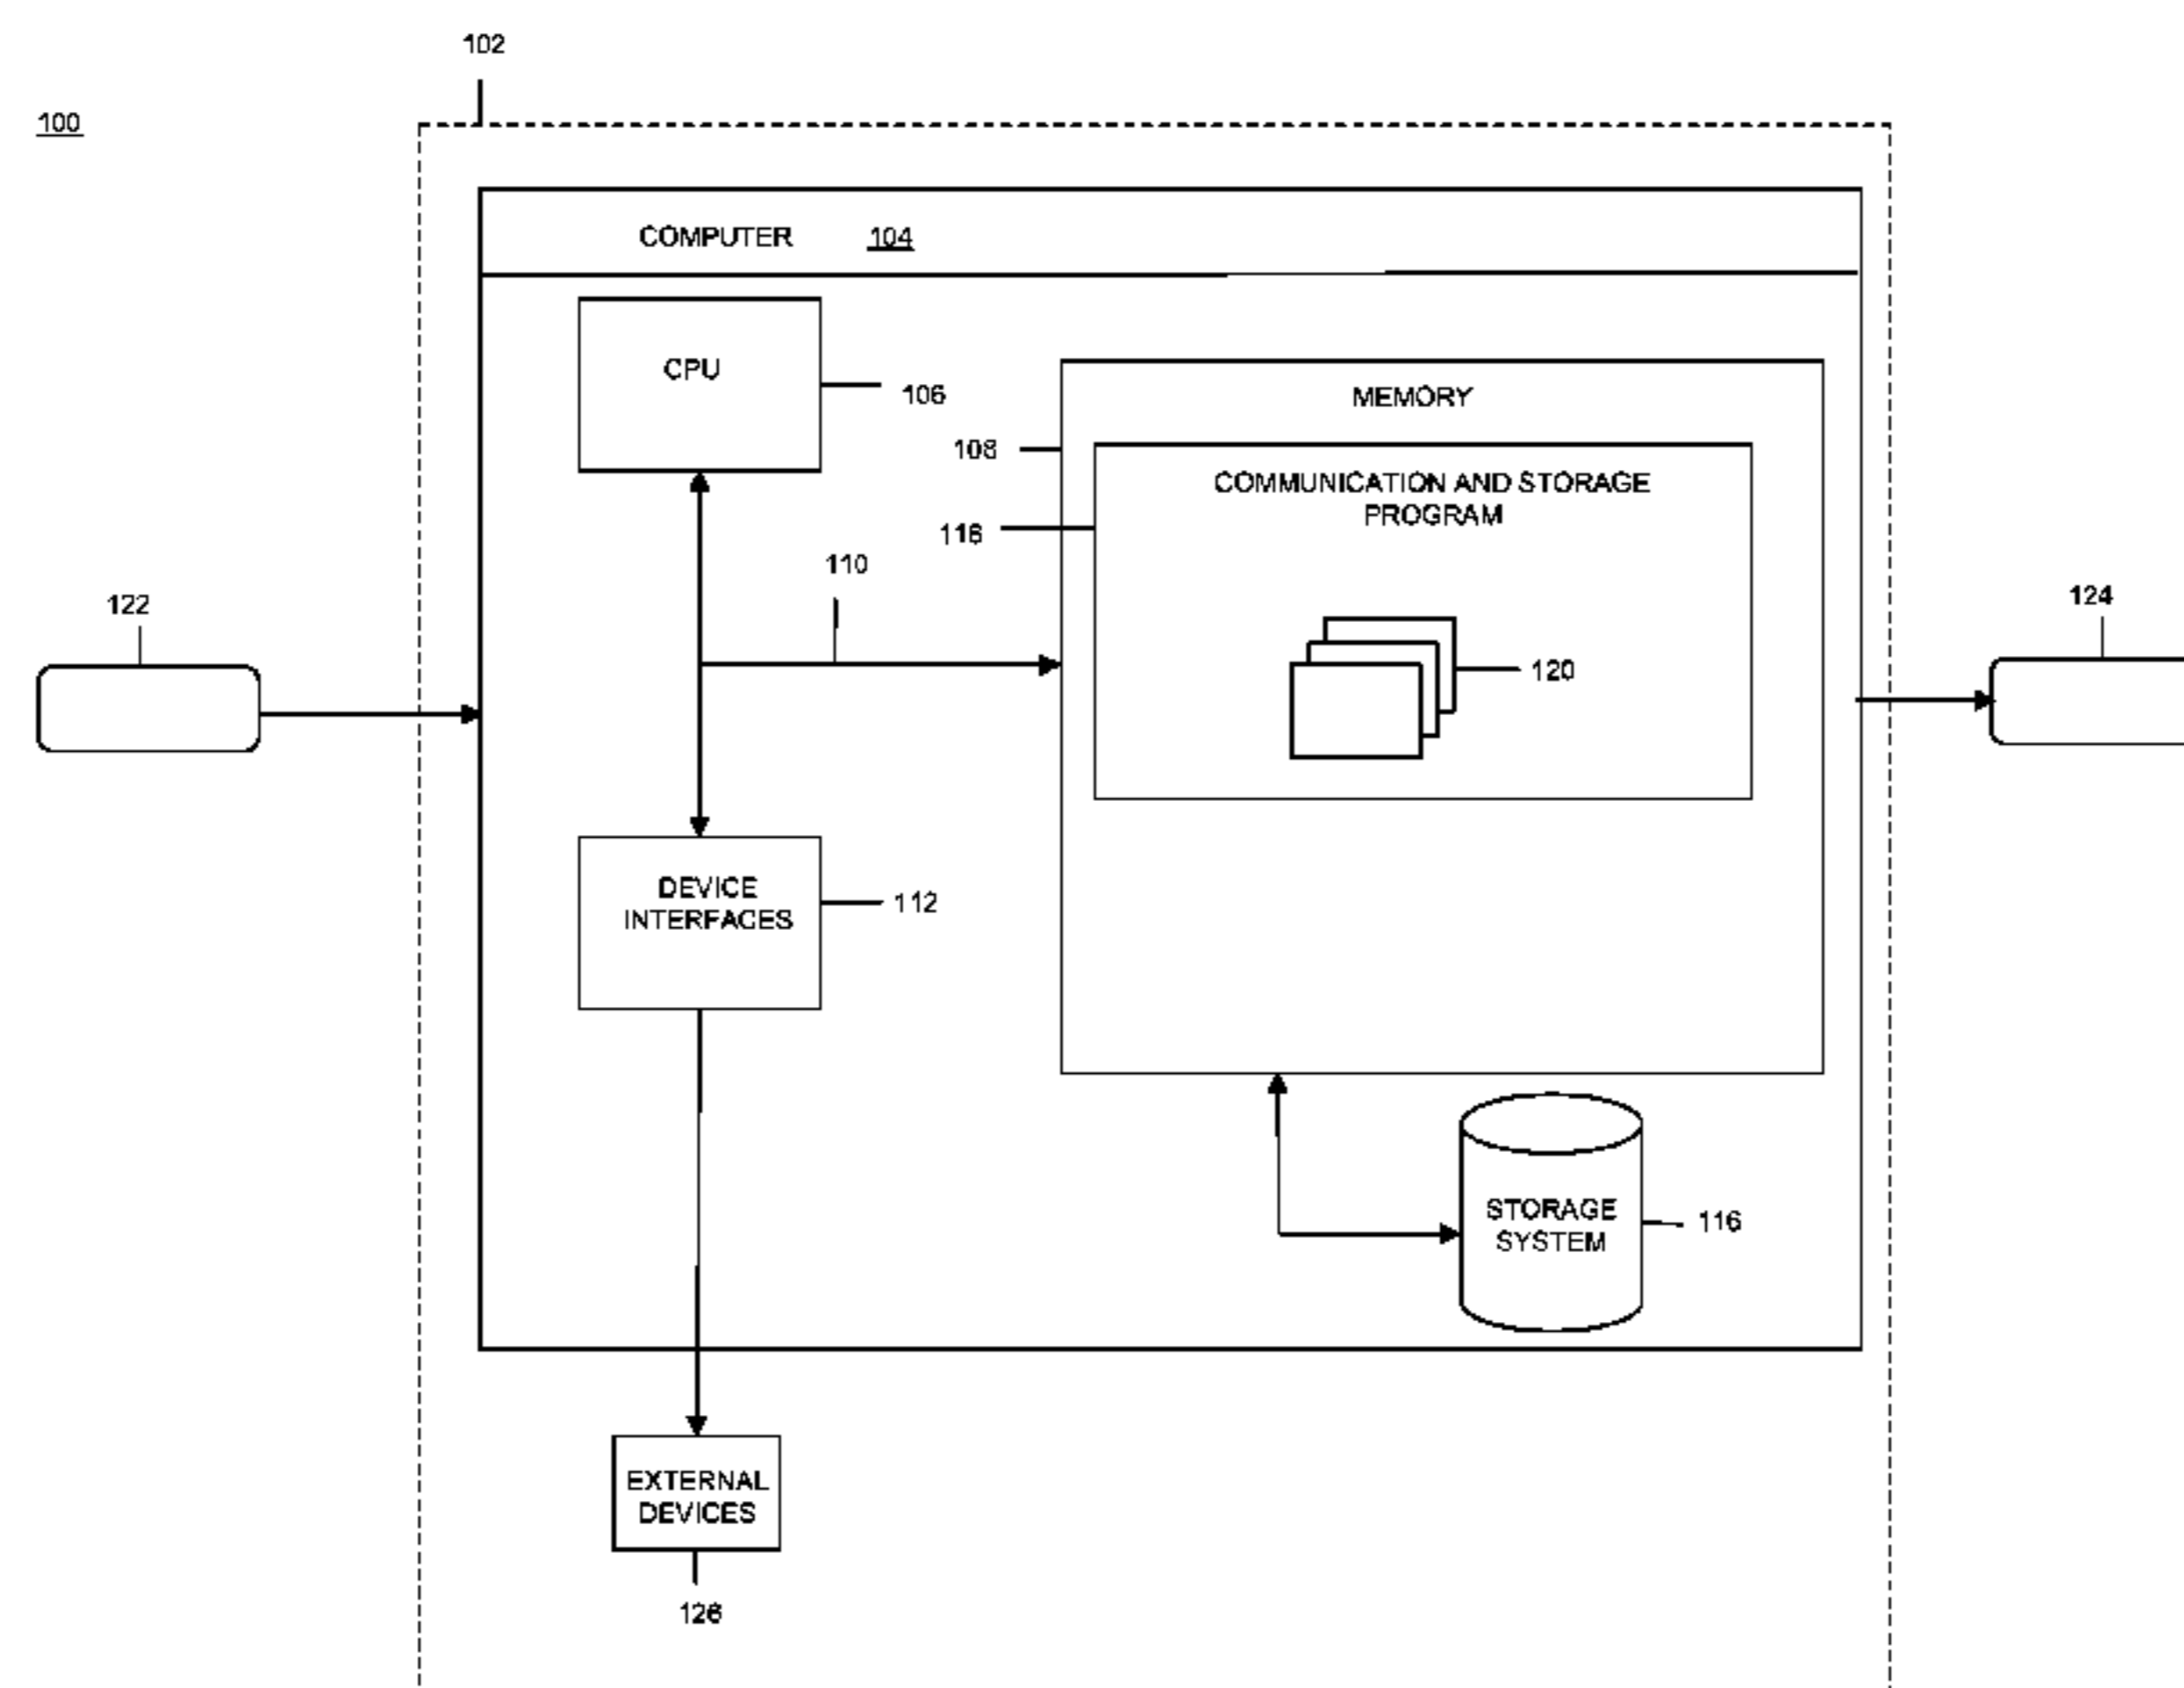 102
100
COMPUTER 104
CPU
106
MEMORY
108
COMMUNICATION AND STORAGE
PROGRAM
116
110
122
124
120
DEVICE
INTERFACES
112
STORAGE
SYSTEM
116
EXTERNAL
DEVICES
126